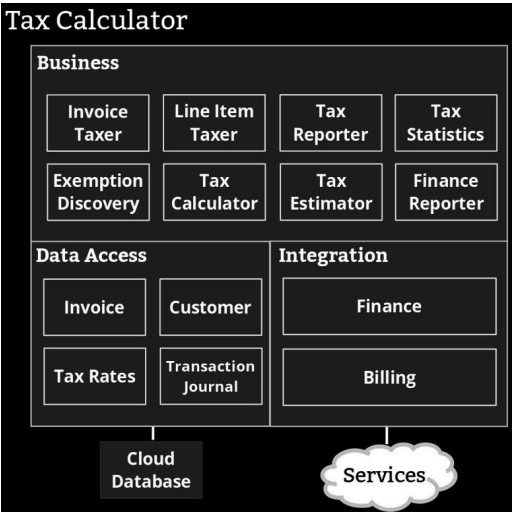 Tax Calculator
Business
Invoice
Taxer
Line Item
Taxer
Tax
Reporter
Tax
Statistics
Exemption
Discovery
Tax
Calculator
Tax
Estimator
Finance
Reporter
Data Access
Invoice
Customer
Tax Rates
Transaction
Journal
Integration
Finance
Billing
Cloud
Database
Services